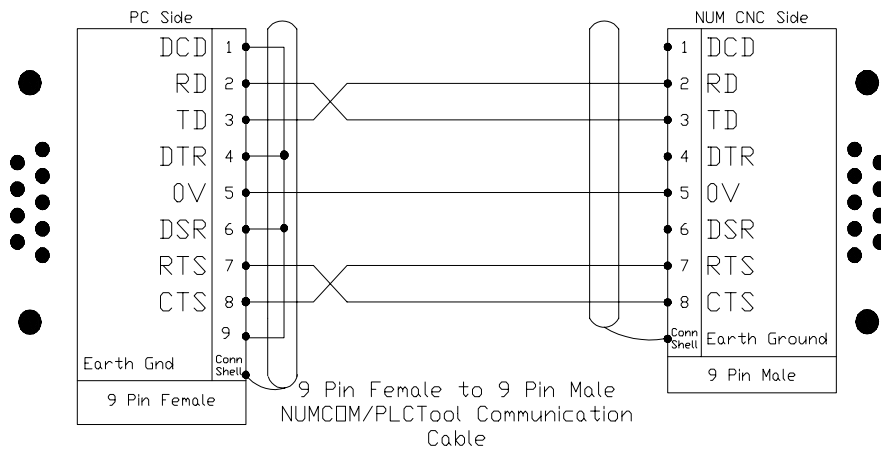 PC Side
DCD 1
RD 2
TD 3
DTR 4
0V 5
DSR 6
RTS 7
CTS 8
9
Earth Gnd
Conn
Shell
9 Pin Female
NUM CNC Side
1 DCD
2 RD
3 TD
4 DTR
5 0V
6 DSR
7 RTS
8 CTS
Conn
Shell
Earth Ground
9 Pin Male
9 Pin Female to 9 Pin Male
NUMCOM/PLCTool Communication
Cable